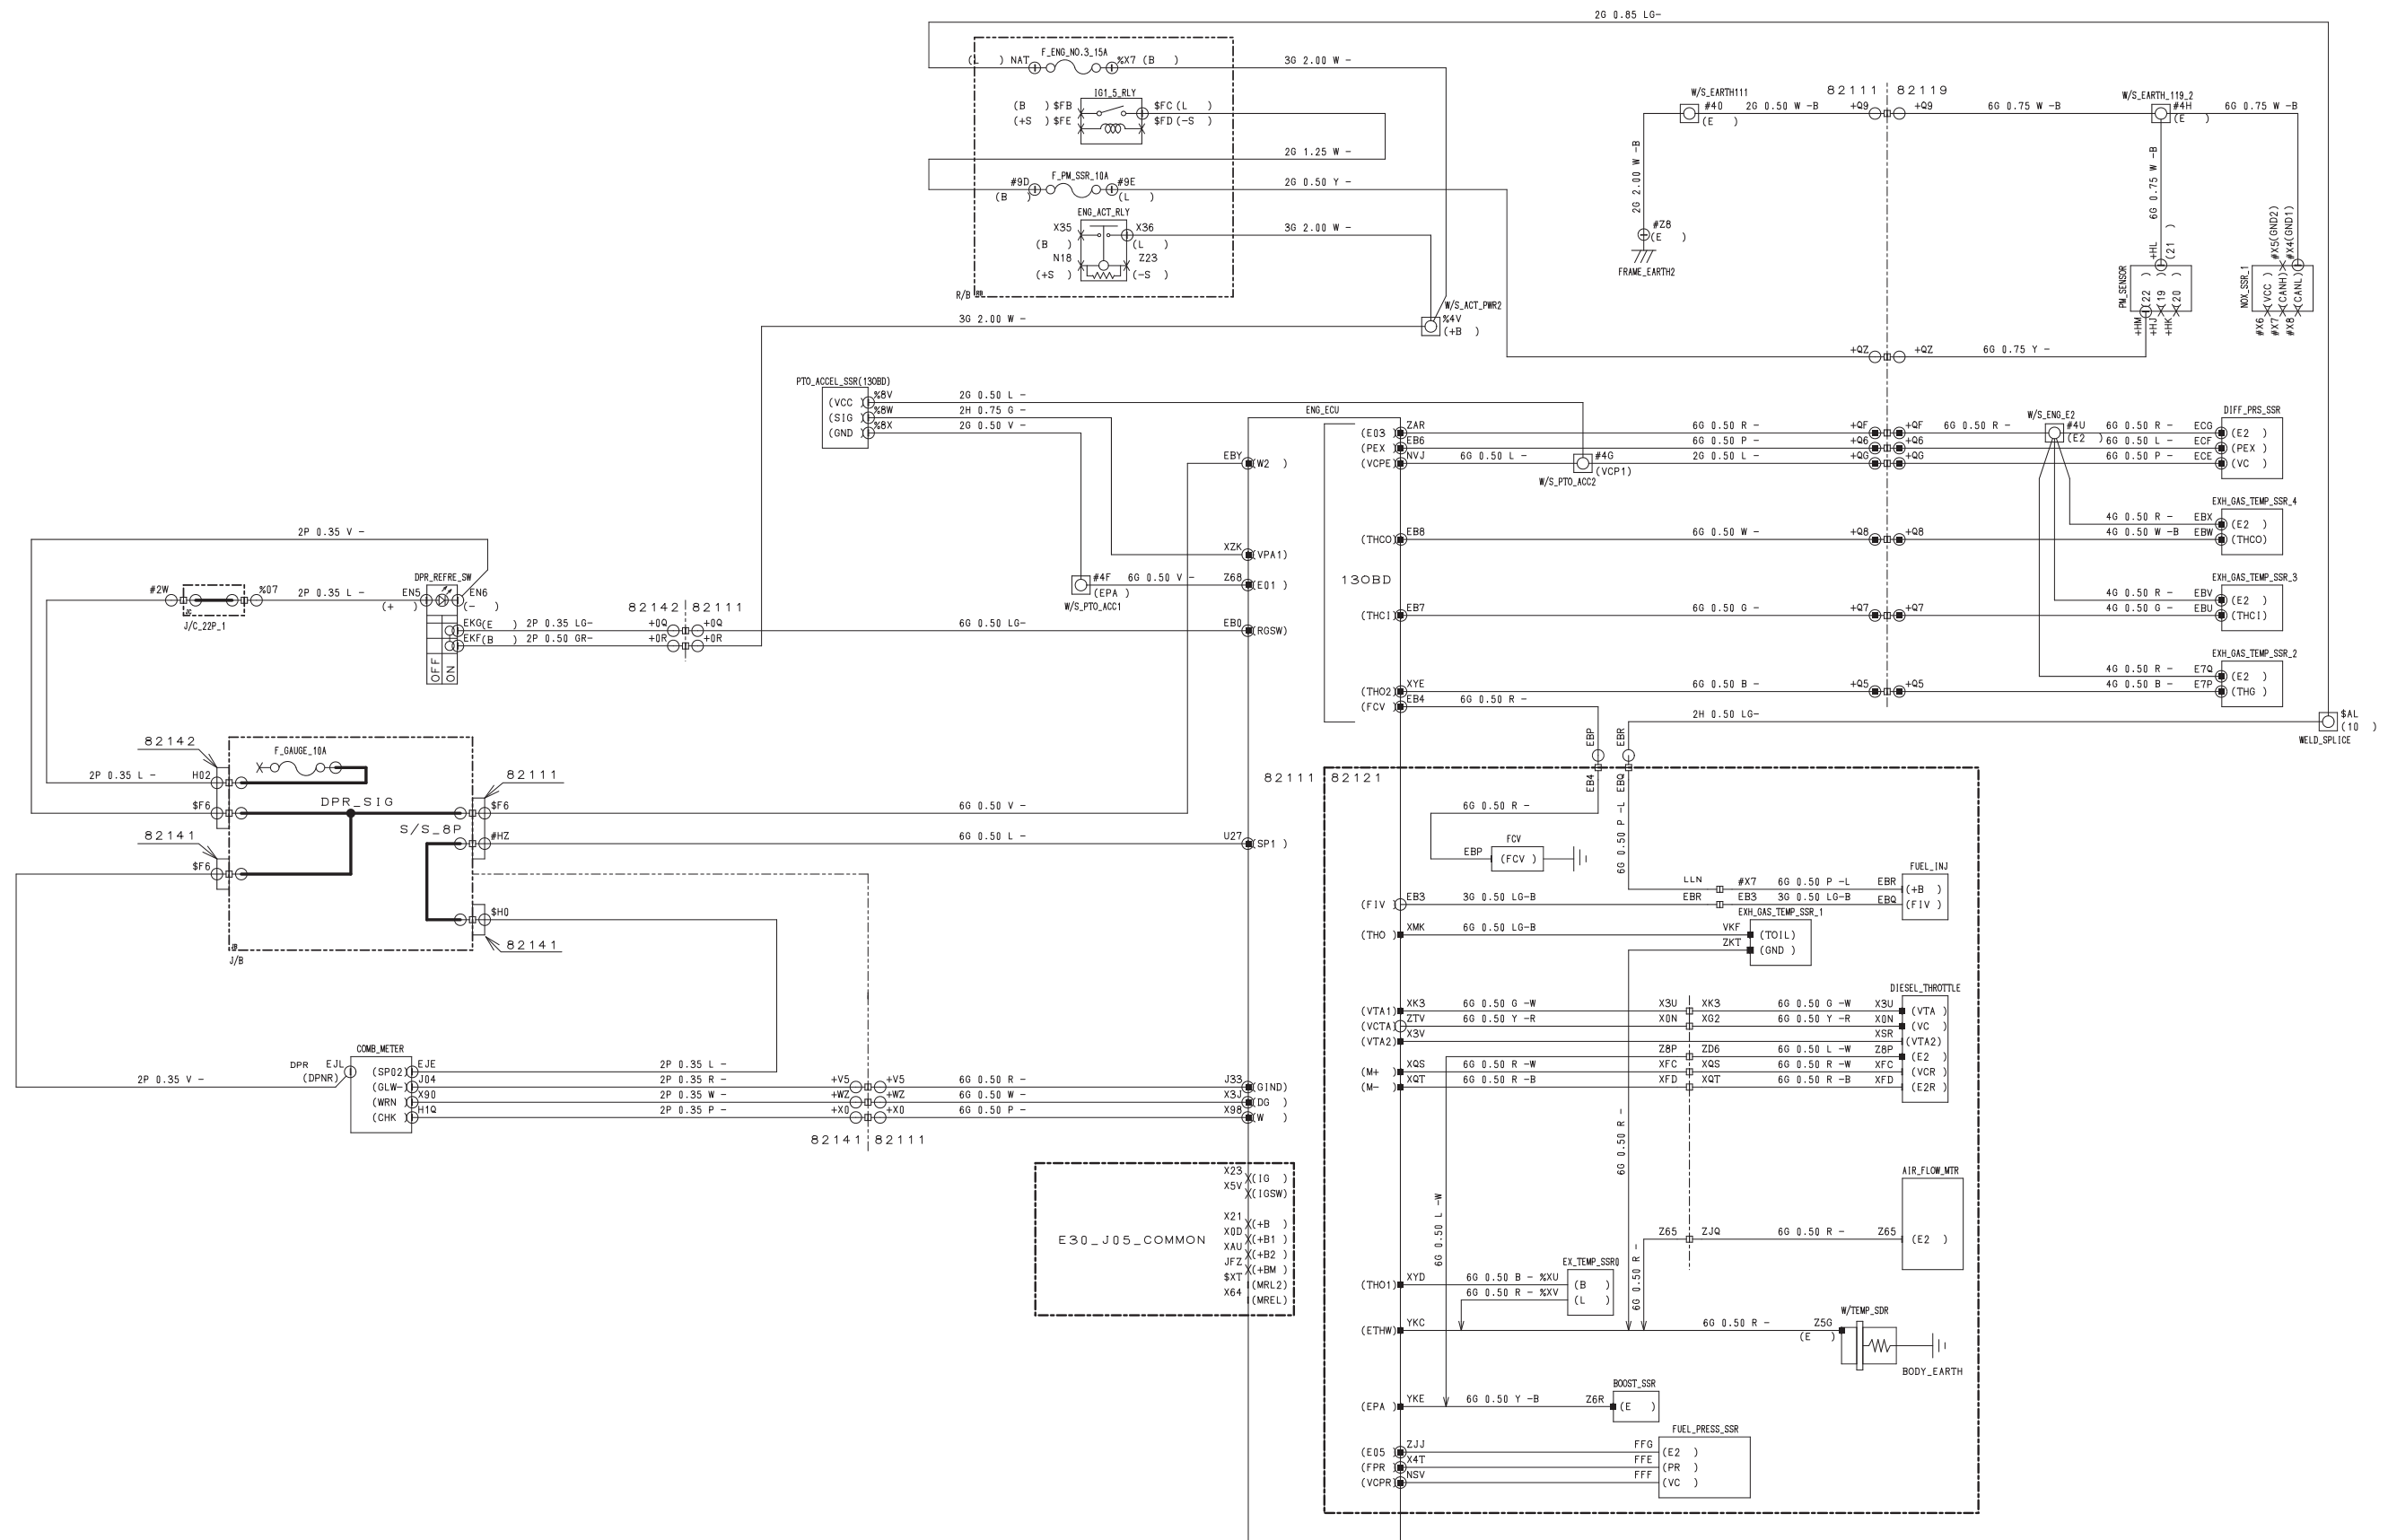 2G 0.85 LG-
F_ENG_NO.3_15A
(L ) NAT %X7 (B ) 3G 2.00 W -
IG1_5_RLY
(B ) $FB $FC (L )
(+S ) $FE $FD (-S )
2G 1.25 W -
F_PM_SSR_10A
#9D #9E 2G 0.50 Y -
(B ) (L )
ENG_ACT_RLY
X35 X36 3G 2.00 W -
(B ) (L )
N18 Z23
(+S ) (-S )
R/B
W/S_ACT_PWR2
3G 2.00 W - %4V
(+B )
82111 82119
W/S_EARTH111 W/S_EARTH_119_2
#40 2G 0.50 W -B +Q9 +Q9 6G 0.75 W -B #4H 6G 0.75 W -B
(E ) (E )
2G 2.00 W -B
6G 0.75 W -B
#Z8
(E )
FRAME_EARTH2
+HL (21 )
PM_SENSOR
(22 ) (19 ) (20 )
+HM +HJ +HK
#X5(GND2) #X4(GND1)
NOX_SSR_1
(VCC ) (CANH) (CANL)
#X6 #X7 #X8
+QZ +QZ 6G 0.75 Y -
PTO_ACCEL_SSR(13OBD)
(VCC ) %8V 2G 0.50 L -
(SIG ) %8W 2H 0.75 G -
(GND ) %8X 2G 0.50 V -
ENG_ECU
W/S_ENG_E2 DIFF_PRS_SSR
(E03 ) ZAR 6G 0.50 R - +QF +QF 6G 0.50 R - #4U 6G 0.50 R - ECG (E2 )
(E2 )
(PEX ) EB6 6G 0.50 P - +Q6 +Q6 6G 0.50 L - ECF (PEX )
(VCPE) NVJ 6G 0.50 L - #4G 2G 0.50 L - +QG +QG 6G 0.50 P - ECE (VC )
(VCP1)
W/S_PTO_ACC2
EBY (W2 )
EXH_GAS_TEMP_SSR_4
4G 0.50 R - EBX (E2 )
(THCO) EB8 6G 0.50 W - +Q8 +Q8 4G 0.50 W -B EBW (THCO)
2P 0.35 V -
XZK (VPA1)
13OBD
#4F 6G 0.50 V - Z68 (E01 )
(EPA )
W/S_PTO_ACC1
EXH_GAS_TEMP_SSR_3
4G 0.50 R - EBV (E2 )
(THCI) EB7 6G 0.50 G - +Q7 +Q7 4G 0.50 G - EBU (THCI)
DPR_REFRE_SW
#2W %07 2P 0.35 L - EN5 EN6
(+ ) (- )
J/C
J/C_22P_1
82142 82111
EKG(E ) 2P 0.35 LG- +0Q +0Q 6G 0.50 LG- EB0 (RGSW)
EKF(B ) 2P 0.50 GR- +0R +0R
OFF ON
EXH_GAS_TEMP_SSR_2
4G 0.50 R - E7Q (E2 )
(THO2) XYE 6G 0.50 B - +Q5 +Q5 4G 0.50 B - E7P (THG )
(FCV ) EB4 6G 0.50 R -
2H 0.50 LG- $AL
(10 )
WELD_SPLICE
EBP EBR
EB4 EBQ
82111 82121
6G 0.50 P -L
82142
F_GAUGE_10A
2P 0.35 L - H02
82111
DPR_SIG
$F6 $F6 6G 0.50 V -
S/S_8P
82141
#HZ 6G 0.50 L - U27 (SP1 )
$F6
$H0
82141
J/B
6G 0.50 R -
FCV
EBP (FCV )
FUEL_INJ
LLN #X7 6G 0.50 P -L EBR (+B )
(FIV ) EB3 3G 0.50 LG-B EBR EB3 3G 0.50 LG-B EBQ (FIV )
EXH_GAS_TEMP_SSR_1
(THO ) XMK 6G 0.50 LG-B VKF (TOIL)
ZKT (GND )
DIESEL_THROTTLE
(VTA1) XK3 6G 0.50 G -W X3U XK3 6G 0.50 G -W X3U (VTA )
(VCTA) ZTV 6G 0.50 Y -R X0N XG2 6G 0.50 Y -R X0N (VC )
(VTA2) X3V XSR (VTA2)
Z8P ZD6 6G 0.50 L -W Z8P (E2 )
(M+ ) XQS 6G 0.50 R -W XFC XQS 6G 0.50 R -W XFC (VCR )
(M- ) XQT 6G 0.50 R -B XFD XQT 6G 0.50 R -B XFD (E2R )
COMB_METER
DPR EJL (SP02) EJE 2P 0.35 L -
2P 0.35 V - (DPNR) (GLW-) J04 2P 0.35 R - +V5 +V5 6G 0.50 R - J33 (GIND)
(WRN ) X90 2P 0.35 W - +WZ +WZ 6G 0.50 W - X3J (DG )
(CHK ) H1Q 2P 0.35 P - +X0 +X0 6G 0.50 P - X98 (W )
82141 82111
E30_J05_COMMON
X23 (IG )
X5V (IGSW)
X21 (+B )
X0D (+B1 )
XAU (+B2 )
JFZ (+BM )
$XT (MRL2)
X64 (MREL)
6G 0.50 R -
6G 0.50 L -W
6G 0.50 R -
AIR_FLOW_MTR
Z65 ZJQ 6G 0.50 R - Z65 (E2 )
EX_TEMP_SSR0
(THO1) XYD 6G 0.50 B - %XU (B )
6G 0.50 R - %XV (L )
W/TEMP_SDR
(ETHW) YKC 6G 0.50 R - Z5G
(E )
BODY_EARTH
BOOST_SSR
(EPA ) YKE 6G 0.50 Y -B Z6R (E )
FUEL_PRESS_SSR
(E05 ) ZJJ FFG (E2 )
(FPR ) X4T FFE (PR )
(VCPR) NSV FFF (VC )